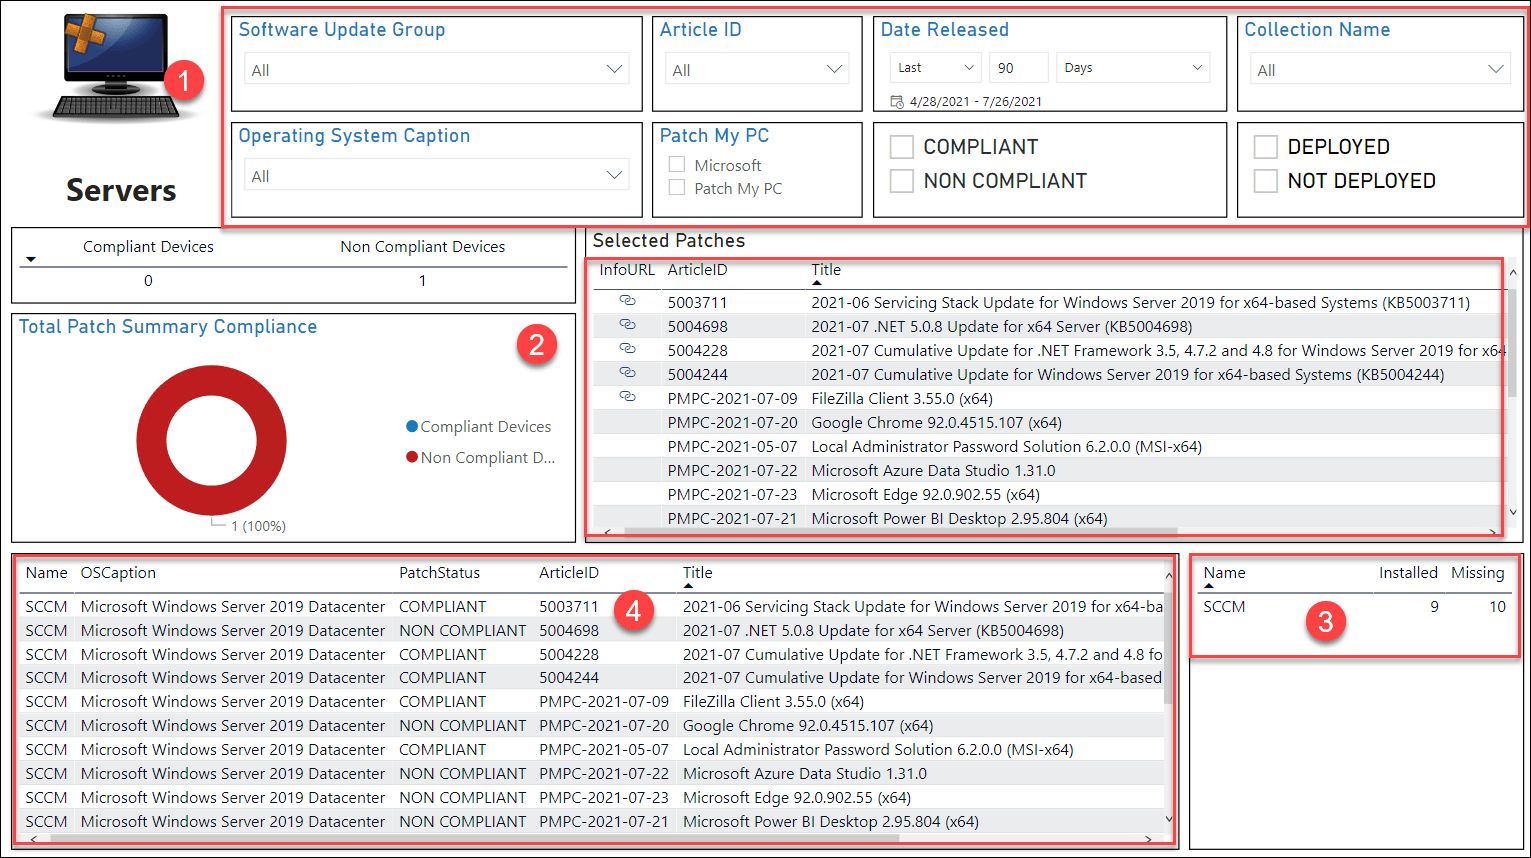 Servers
1
Software Update Group
All
Article ID
All
Date Released
Last 90 Days
4/28/2021 - 7/26/2021
Collection Name
All
Operating System Caption
All
Patch My PC
Microsoft
Patch My PC
COMPLIANT
NON COMPLIANT
DEPLOYED
NOT DEPLOYED
Compliant Devices Non Compliant Devices
0 1
Total Patch Summary Compliance
2
Compliant Devices
Non Compliant D...
1 (100%)
Selected Patches
InfoURL ArticleID Title
5003711 2021-06 Servicing Stack Update for Windows Server 2019 for x64-based Systems (KB5003711)
5004698 2021-07 .NET 5.0.8 Update for x64 Server (KB5004698)
5004228 2021-07 Cumulative Update for .NET Framework 3.5, 4.7.2 and 4.8 for Windows Server 2019 for x64
5004244 2021-07 Cumulative Update for Windows Server 2019 for x64-based Systems (KB5004244)
PMPC-2021-07-09 FileZilla Client 3.55.0 (x64)
PMPC-2021-07-20 Google Chrome 92.0.4515.107 (x64)
PMPC-2021-05-07 Local Administrator Password Solution 6.2.0.0 (MSI-x64)
PMPC-2021-07-22 Microsoft Azure Data Studio 1.31.0
PMPC-2021-07-23 Microsoft Edge 92.0.902.55 (x64)
PMPC-2021-07-21 Microsoft Power BI Desktop 2.95.804 (x64)
Name OSCaption PatchStatus ArticleID Title
SCCM Microsoft Windows Server 2019 Datacenter COMPLIANT 5003711 2021-06 Servicing Stack Update for Windows Server 2019 for x64-ba
SCCM Microsoft Windows Server 2019 Datacenter NON COMPLIANT 5004698 2021-07 .NET 5.0.8 Update for x64 Server (KB5004698)
SCCM Microsoft Windows Server 2019 Datacenter COMPLIANT 5004228 2021-07 Cumulative Update for .NET Framework 3.5, 4.7.2 and 4.8 fo
SCCM Microsoft Windows Server 2019 Datacenter COMPLIANT 5004244 2021-07 Cumulative Update for Windows Server 2019 for x64-based
SCCM Microsoft Windows Server 2019 Datacenter COMPLIANT PMPC-2021-07-09 FileZilla Client 3.55.0 (x64)
SCCM Microsoft Windows Server 2019 Datacenter NON COMPLIANT PMPC-2021-07-20 Google Chrome 92.0.4515.107 (x64)
SCCM Microsoft Windows Server 2019 Datacenter COMPLIANT PMPC-2021-05-07 Local Administrator Password Solution 6.2.0.0 (MSI-x64)
SCCM Microsoft Windows Server 2019 Datacenter NON COMPLIANT PMPC-2021-07-22 Microsoft Azure Data Studio 1.31.0
SCCM Microsoft Windows Server 2019 Datacenter NON COMPLIANT PMPC-2021-07-23 Microsoft Edge 92.0.902.55 (x64)
SCCM Microsoft Windows Server 2019 Datacenter NON COMPLIANT PMPC-2021-07-21 Microsoft Power BI Desktop 2.95.804 (x64)
4
Name Installed Missing
SCCM 9 10
3